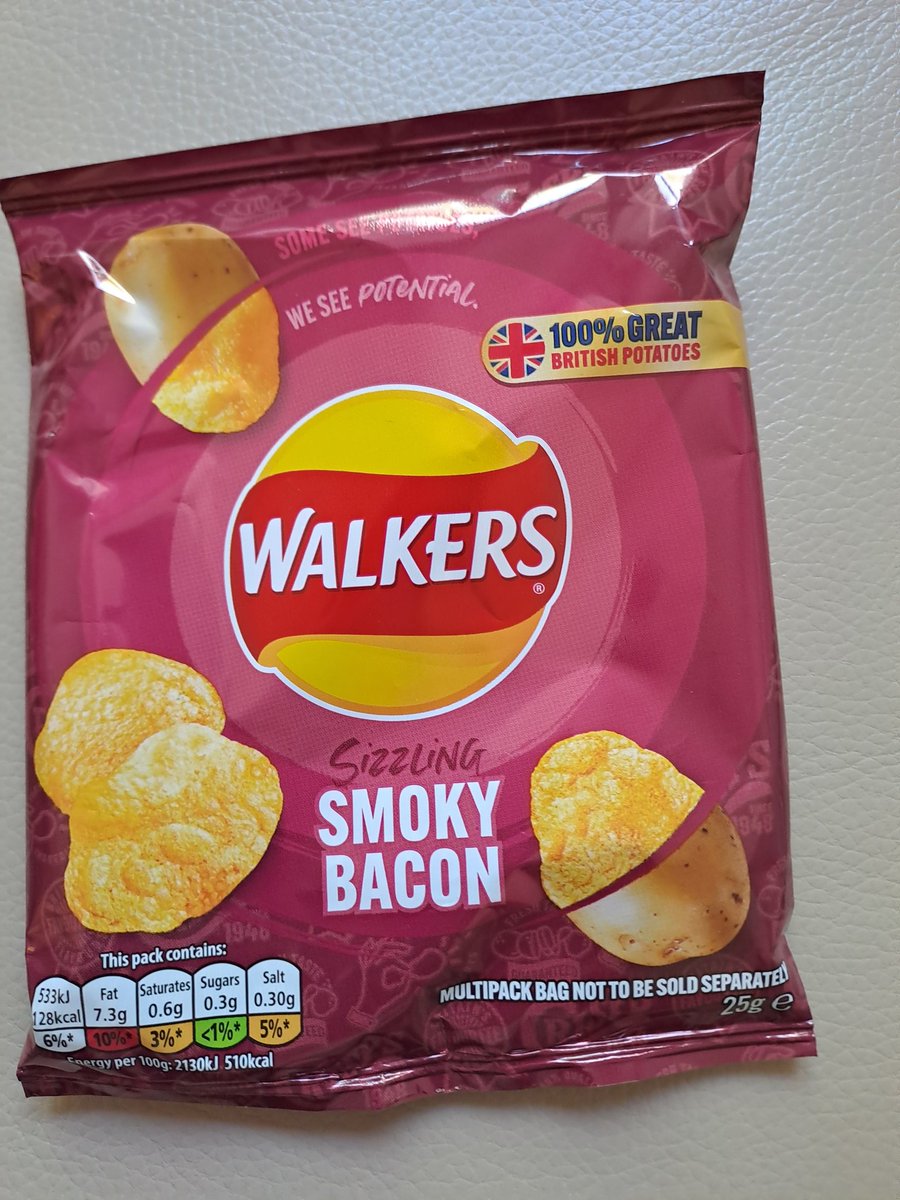 SOME SEE POTATOES,
WE SEE POTENTIAL.
100% GREAT
BRITISH POTATOES
WALKERS
®
SIZZLING
SMOKY
BACON
This pack contains:
533kJ
128kcal
6%*
Fat
7.3g
10%*
Saturates
0.6g
3%*
Sugars
0.3g
<1%*
Salt
0.30g
5%*
Energy per 100g: 2130kJ 510kcal
MULTIPACK BAG NOT TO BE SOLD SEPARATELY
25g e